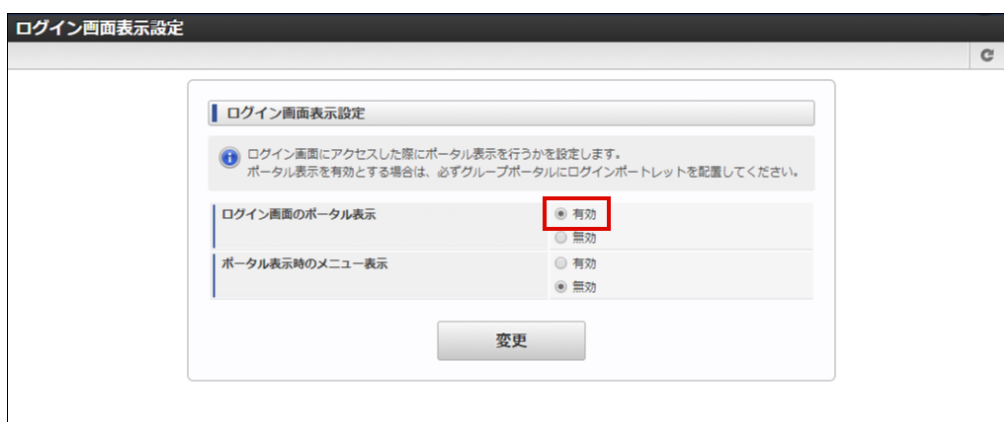 ログイン画面表示設定
ログイン画面表示設定
ログイン画面にアクセスした際にポータル表示を行うかを設定します。
ポータル表示を有効とする場合は、必ずグループポータルにログインポートレットを配置してください。
ログイン画面のポータル表示
有効
無効
ポータル表示時のメニュー表示
有効
無効
変更